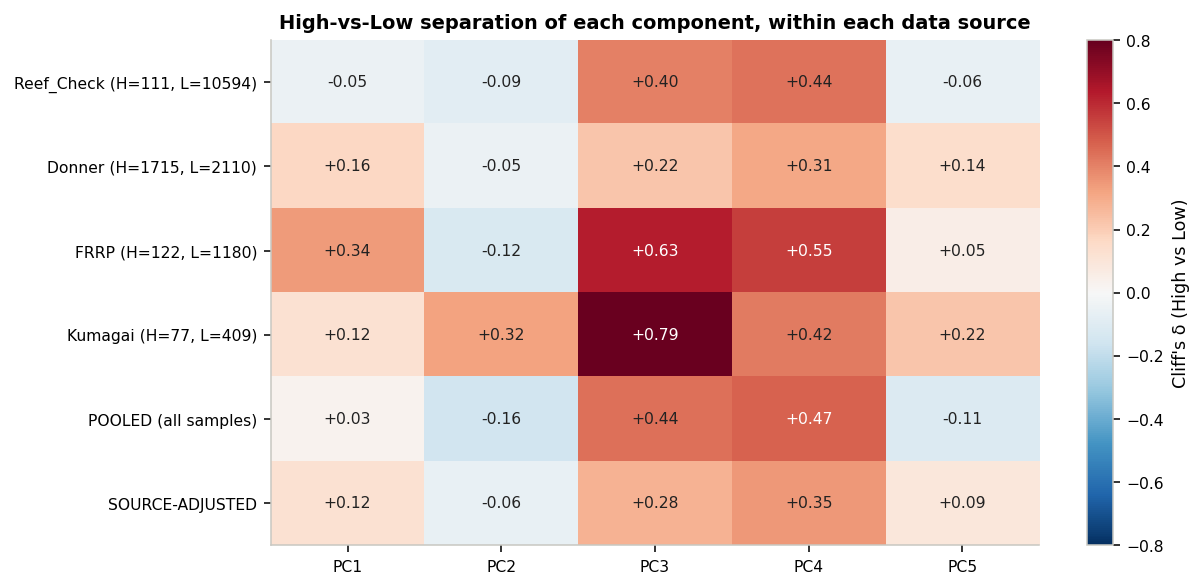 High-vs-Low separation of each component, within each data source
Reef_Check (H=111, L=10594) -0.05 -0.09 +0.40 +0.44 -0.06
Donner (H=1715, L=2110) +0.16 -0.05 +0.22 +0.31 +0.14
FRRP (H=122, L=1180) +0.34 -0.12 +0.63 +0.55 +0.05
Kumagai (H=77, L=409) +0.12 +0.32 +0.79 +0.42 +0.22
POOLED (all samples) +0.03 -0.16 +0.44 +0.47 -0.11
SOURCE-ADJUSTED +0.12 -0.06 +0.28 +0.35 +0.09
PC1 PC2 PC3 PC4 PC5
0.8
0.6
0.4
0.2
0.0
−0.2
−0.4
−0.6
−0.8
Cliff's δ (High vs Low)